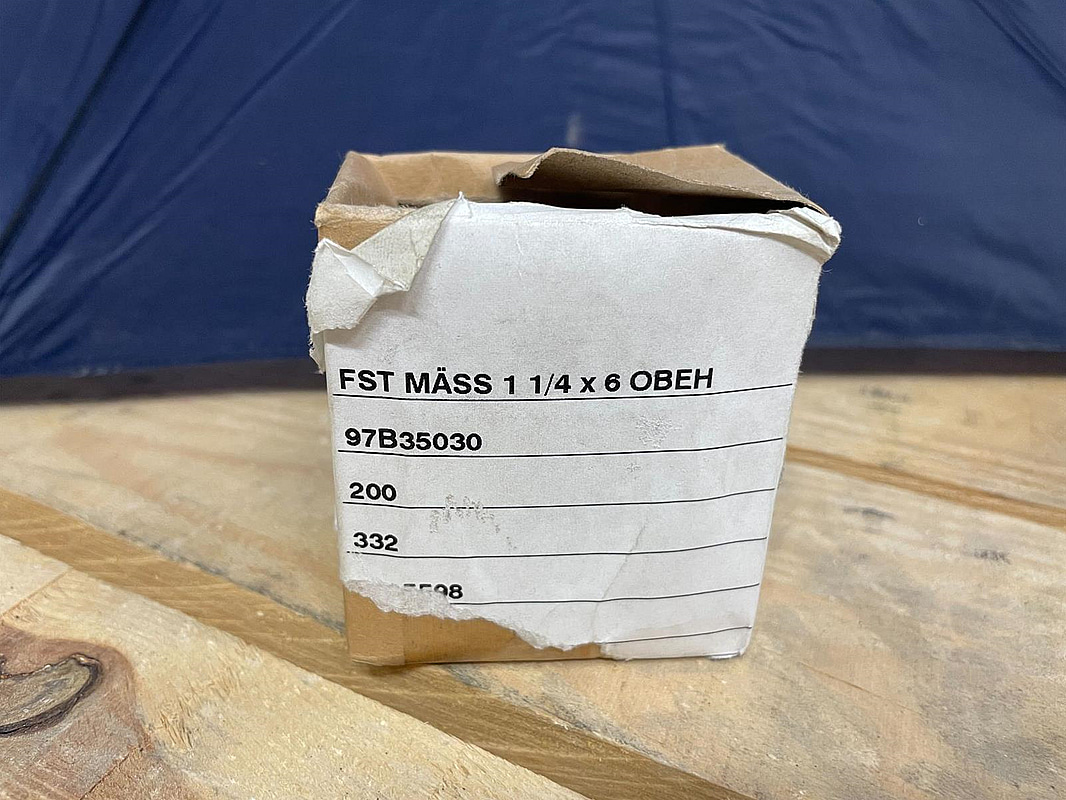 FST MÄSS 1 1/4 x 6 OBEH
97B35030
200
332